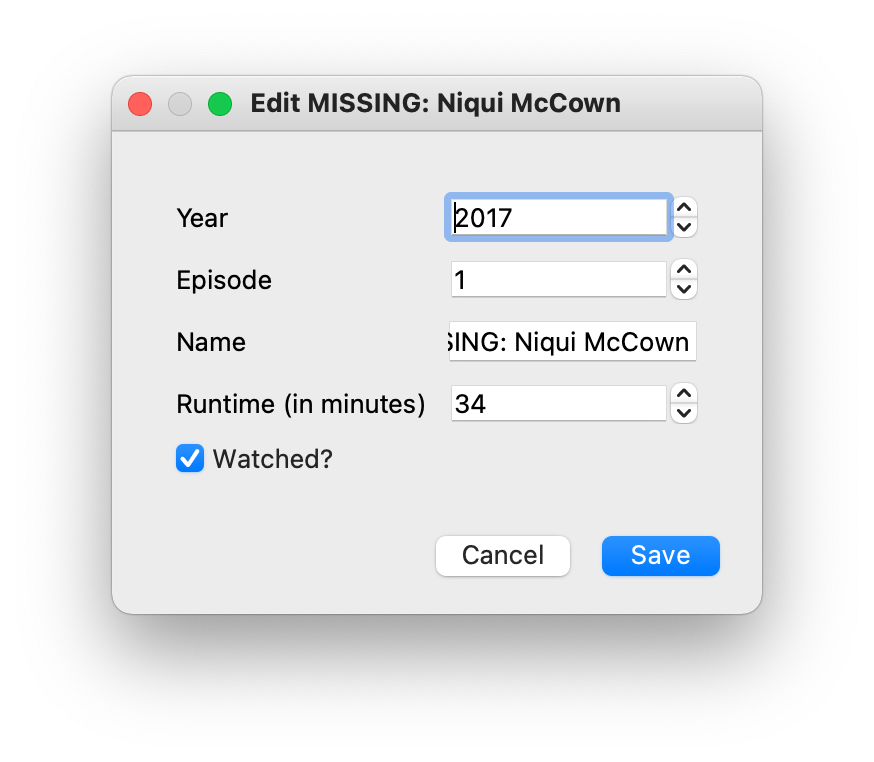 Edit MISSING: Niqui McCown
Year 2017
Episode 1
Name SING: Niqui McCown
Runtime (in minutes) 34
Watched?
Cancel Save